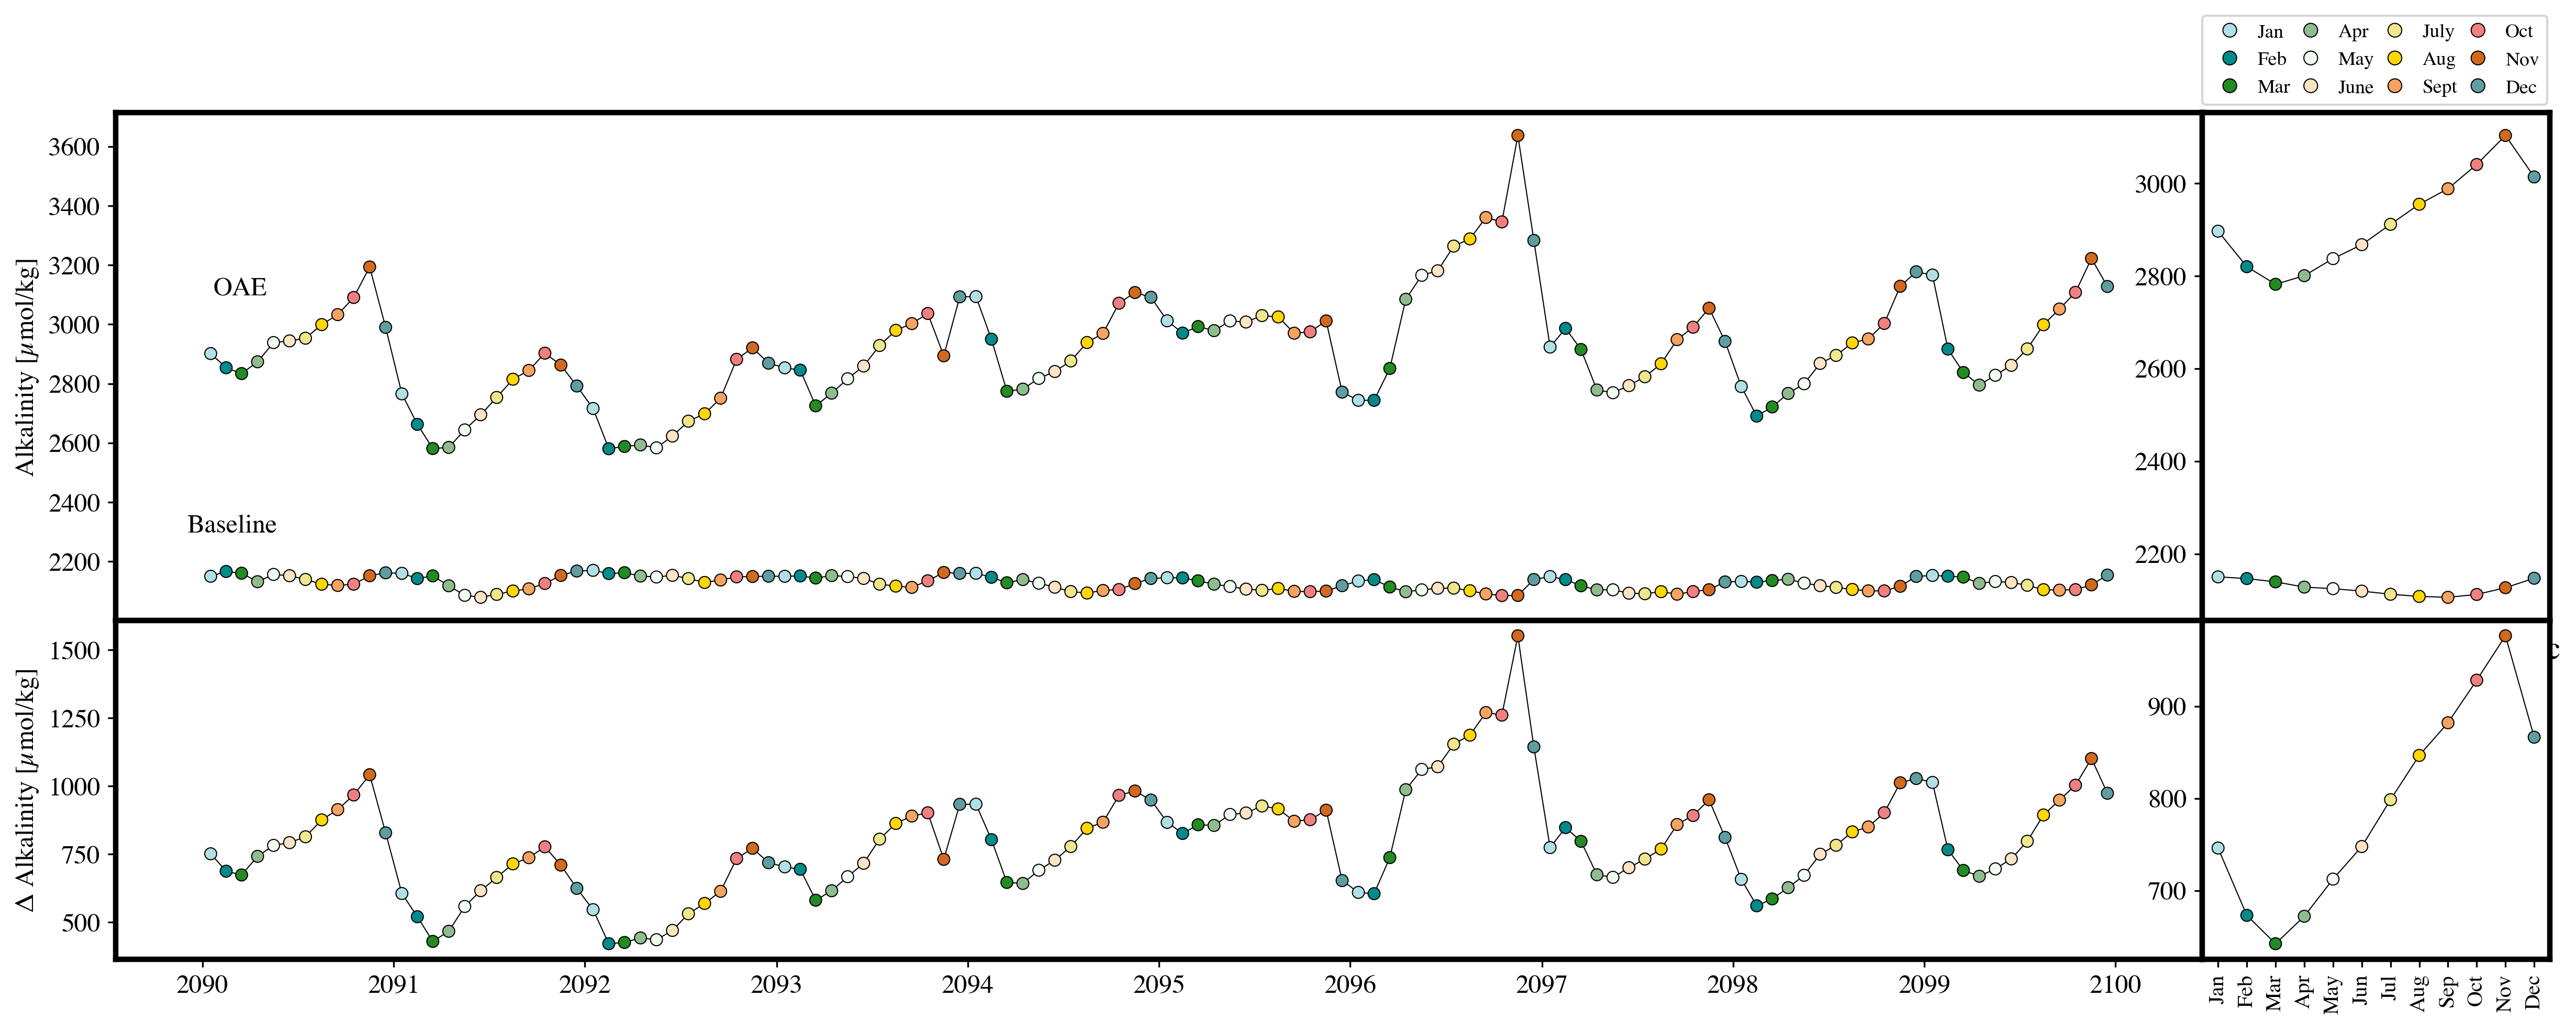 Jan Apr July Oct
Feb May Aug Nov
Mar June Sept Dec
Alkalinity [μmol/kg]
3600
3400
3200
3000
2800
2600
2400
2200
OAE
Baseline
3000
2800
2600
2400
2200
Δ Alkalinity [μmol/kg]
1500
1250
1000
750
500
900
800
700
c
2090 2091 2092 2093 2094 2095 2096 2097 2098 2099 2100
Jan Feb Mar Apr May Jun Jul Aug Sep Oct Nov Dec